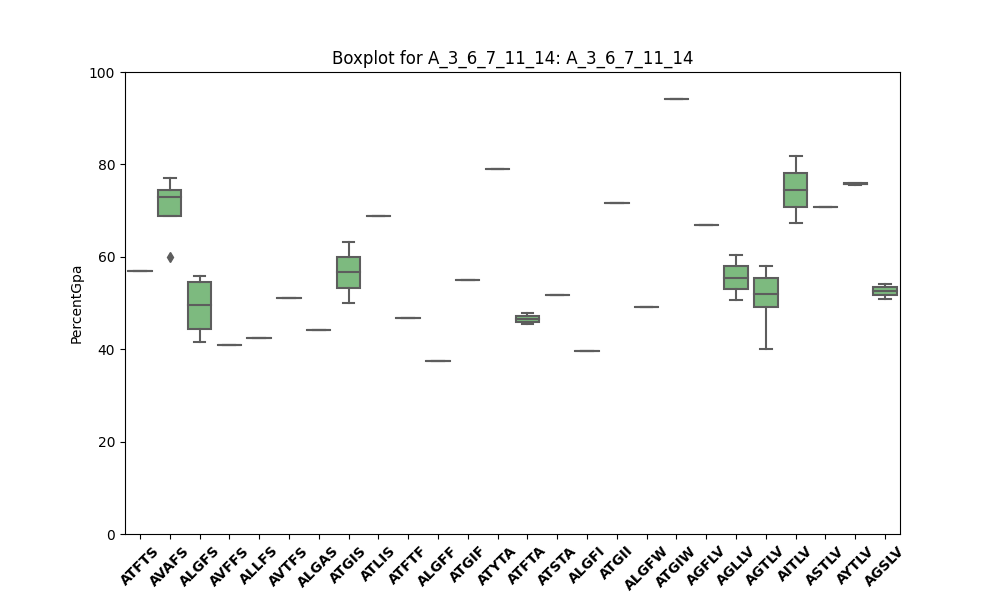 Boxplot for A_3_6_7_11_14: A_3_6_7_11_14
100
80
60
40
20
0
PercentGpa
ATFTS
AVAFS
ALGFS
AVFFS
ALLFS
AVTFS
ALGAS
ATGIS
ATLIS
ATFTF
ALGFF
ATGIF
ATYTA
ATFTA
ATSTA
ALGFI
ATGII
ALGFW
ATGIW
AGFLV
AGLLV
AGTLV
AITLV
ASTLV
AYTLV
AGSLV